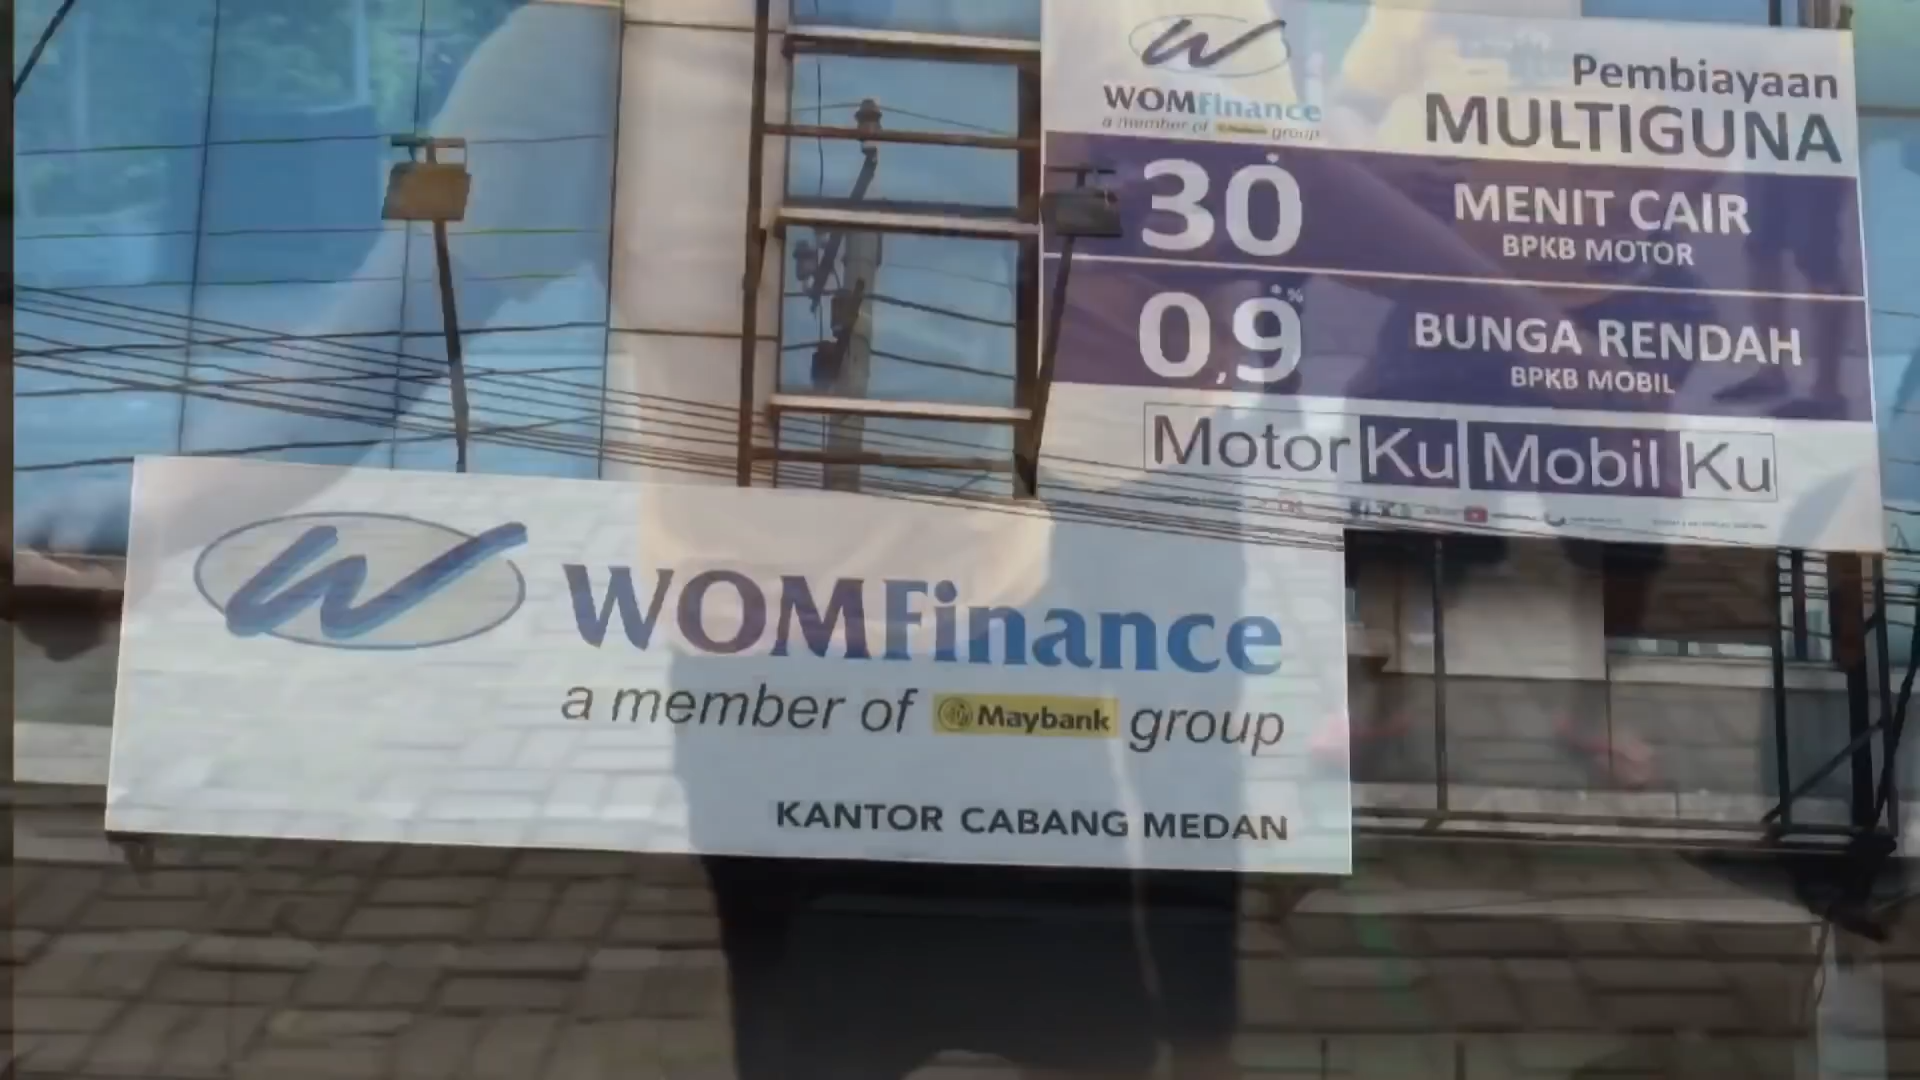 WOMFinance
a member of group
Pembiayaan
MULTIGUNA
30 MENIT CAIR
BPKB MOTOR
0,9 % BUNGA RENDAH
BPKB MOBIL
MotorKu MobilKu
WOMFinance
a member of Maybank group
KANTOR CABANG MEDAN